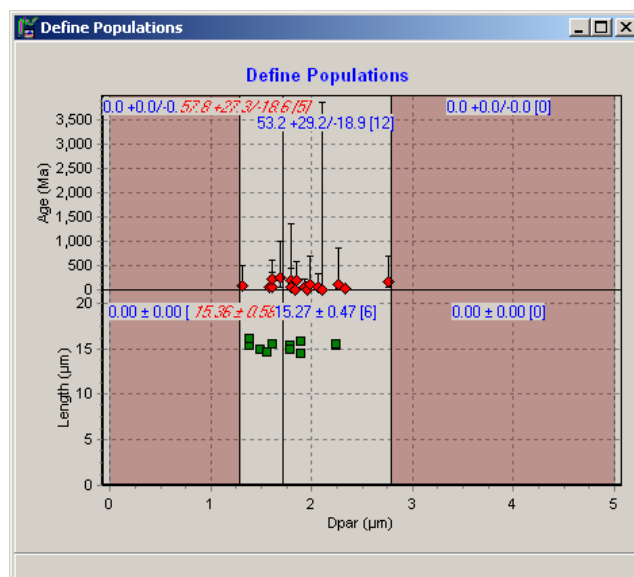 Define Populations
Define Populations
0.0 +0.0/-0. 57.8 +27.3/-18.6 [5] 0.0 +0.0/-0.0 [0]
53.2 +29.2/-18.9 [12]
3,500
3,000
2,500
2,000
1,500
1,000
500
0
Age (Ma)
20
0.00 ± 0.00 [ 15.36 ± 0.56 15.27 ± 0.47 [6] 0.00 ± 0.00 [0]
15
10
5
0
Length (µm)
0 1 2 3 4 5
Dpar (µm)